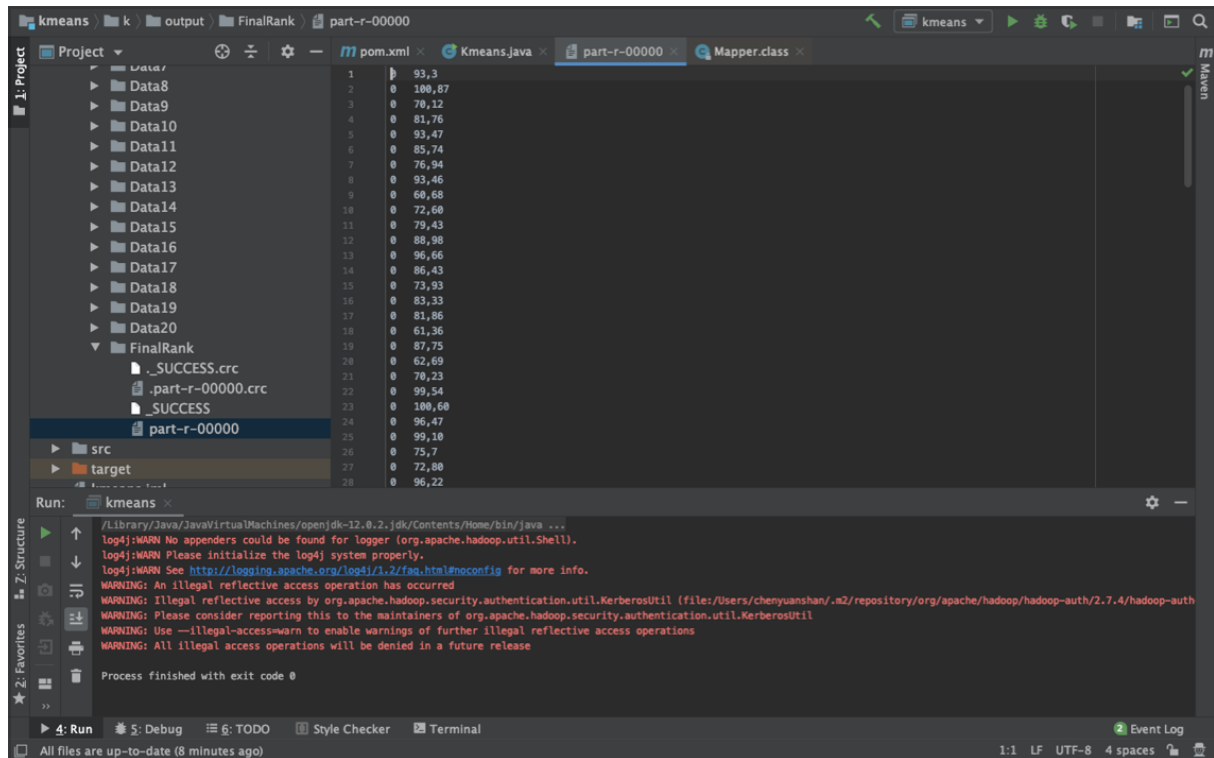 kmeans k output FinalRank part-r-00000 kmeans
1: Project
Project
pom.xml Kmeans.java part-r-00000 Mapper.class
Maven
Data7
Data8
Data9
Data10
Data11
Data12
Data13
Data14
Data15
Data16
Data17
Data18
Data19
Data20
FinalRank
._SUCCESS.crc
.part-r-00000.crc
_SUCCESS
part-r-00000
src
target
kmeans.iml
1 0 93,3
2 0 100,87
3 0 70,12
4 0 81,76
5 0 93,47
6 0 85,74
7 0 76,94
8 0 93,46
9 0 60,68
10 0 72,60
11 0 79,43
12 0 88,98
13 0 96,66
14 0 86,43
15 0 73,93
16 0 83,33
17 0 81,86
18 0 61,36
19 0 87,75
20 0 62,69
21 0 70,23
22 0 99,54
23 0 100,60
24 0 96,47
25 0 99,10
26 0 75,7
27 0 72,80
28 0 96,22
Run: kmeans
/Library/Java/JavaVirtualMachines/openjdk-12.0.2.jdk/Contents/Home/bin/java ...
log4j:WARN No appenders could be found for logger (org.apache.hadoop.util.Shell).
log4j:WARN Please initialize the log4j system properly.
log4j:WARN See http://logging.apache.org/log4j/1.2/faq.html#noconfig for more info.
WARNING: An illegal reflective access operation has occurred
WARNING: Illegal reflective access by org.apache.hadoop.security.authentication.util.KerberosUtil (file:/Users/chenyuanshan/.m2/repository/org/apache/hadoop/hadoop-auth/2.7.4/hadoop-auth
WARNING: Please consider reporting this to the maintainers of org.apache.hadoop.security.authentication.util.KerberosUtil
WARNING: Use --illegal-access=warn to enable warnings of further illegal reflective access operations
WARNING: All illegal access operations will be denied in a future release
Process finished with exit code 0
Z: Structure
2: Favorites
4: Run 5: Debug 6: TODO Style Checker Terminal 2 Event Log
All files are up-to-date (8 minutes ago) 1:1 LF UTF-8 4 spaces